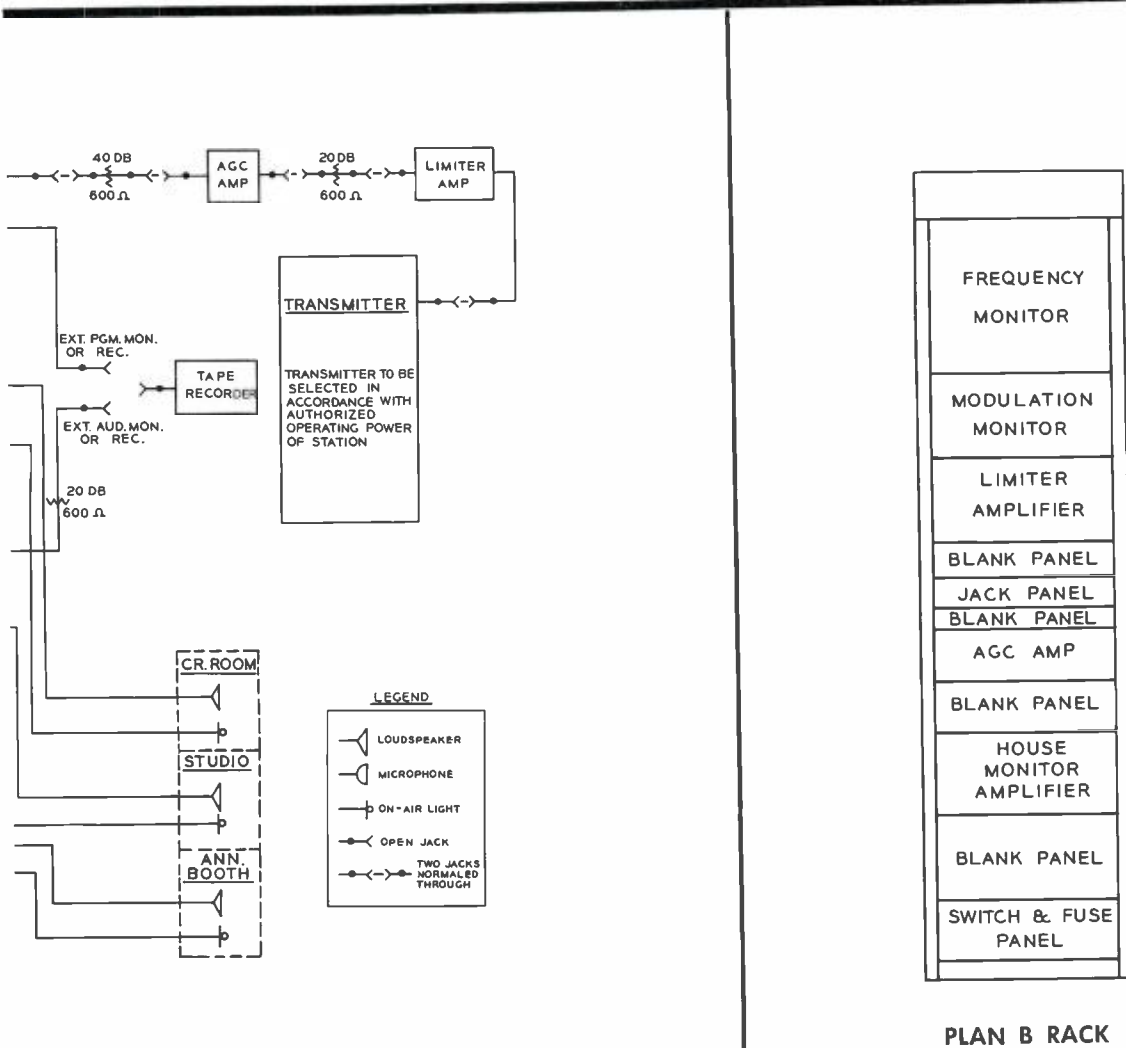 40 DB
600 Ω
AGC
AMP
20 DB
600 Ω
LIMITER
AMP
TRANSMITTER
TRANSMITTER TO BE
SELECTED IN
ACCORDANCE WITH
AUTHORIZED
OPERATING POWER
OF STATION
EXT. PGM. MON.
OR REC.
TAPE
RECORDER
EXT. AUD. MON.
OR REC.
20 DB
600 Ω
CR. ROOM
STUDIO
ANN.
BOOTH
LEGEND
LOUDSPEAKER
MICROPHONE
ON-AIR LIGHT
OPEN JACK
TWO JACKS
NORMALED
THROUGH
FREQUENCY
MONITOR
MODULATION
MONITOR
LIMITER
AMPLIFIER
BLANK PANEL
JACK PANEL
BLANK PANEL
AGC AMP
BLANK PANEL
HOUSE
MONITOR
AMPLIFIER
BLANK PANEL
SWITCH & FUSE
PANEL
PLAN B RACK